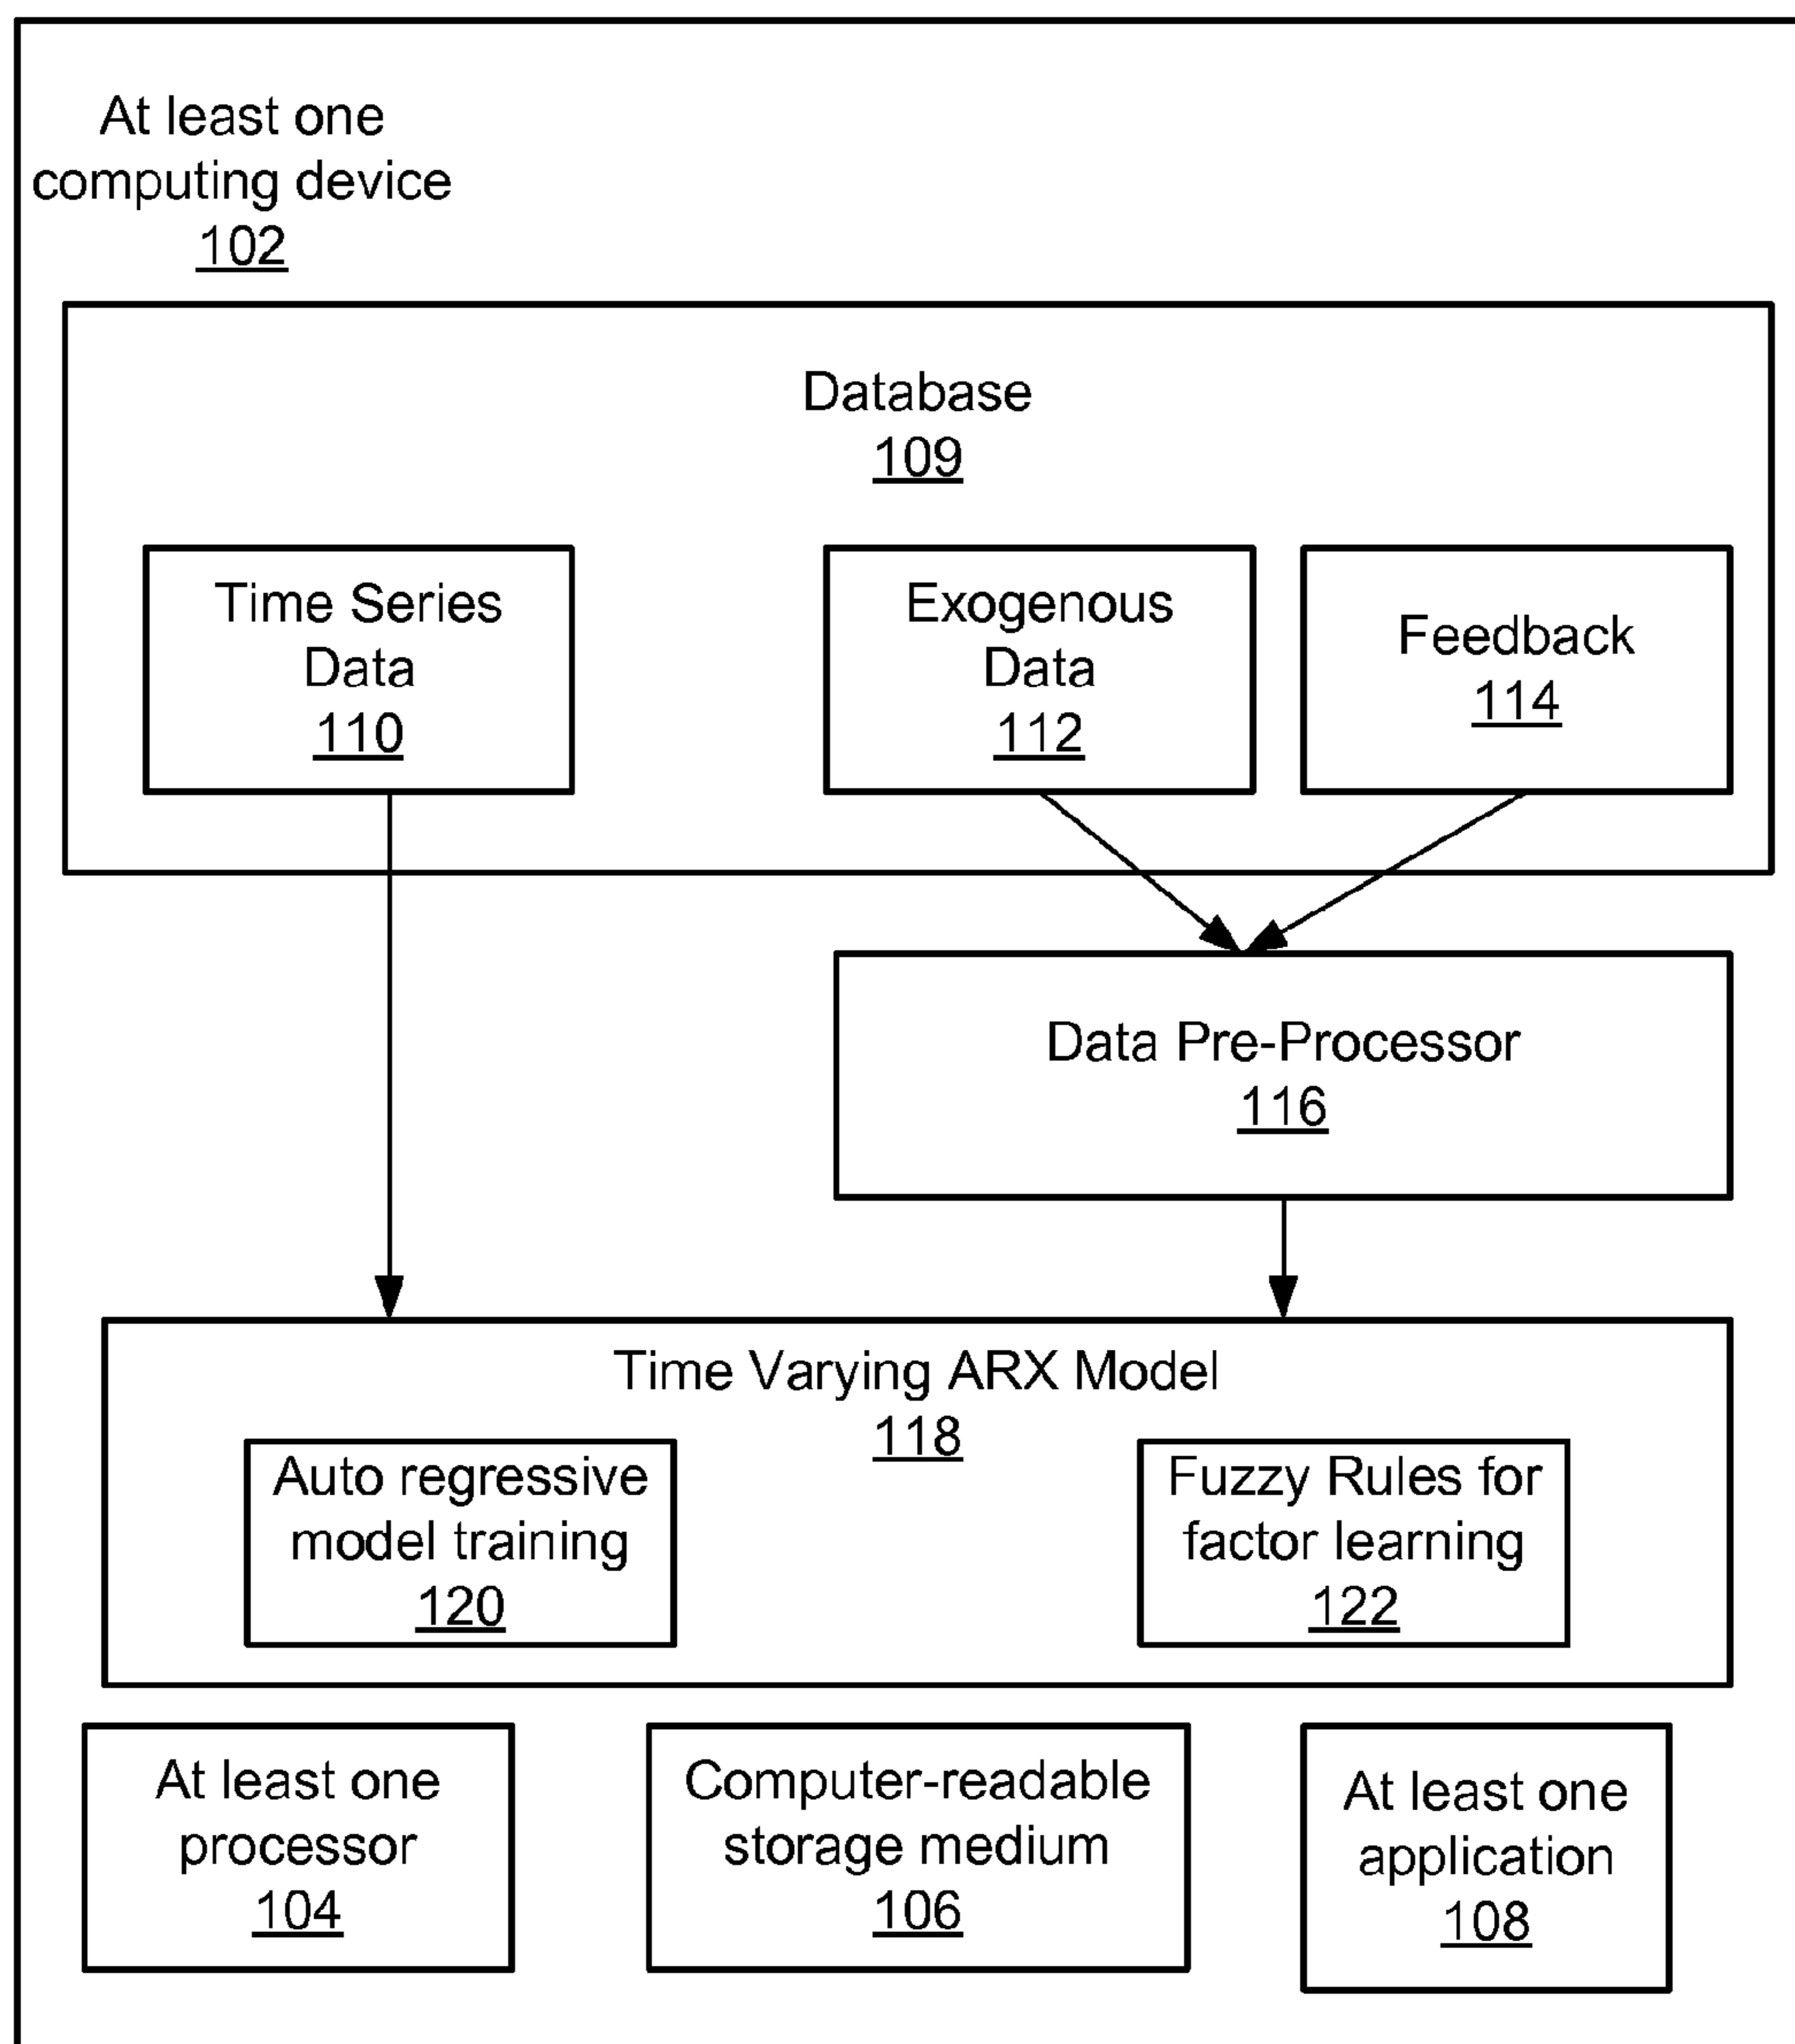 At least one
computing device
102
Database
109
Time Series
Data
110
Exogenous
Data
112
Feedback
114
Data Pre-Processor
116
Time Varying ARX Model
118
Auto regressive
model training
120
Fuzzy Rules for
factor learning
122
At least one
processor
104
Computer-readable
storage medium
106
At least one
application
108